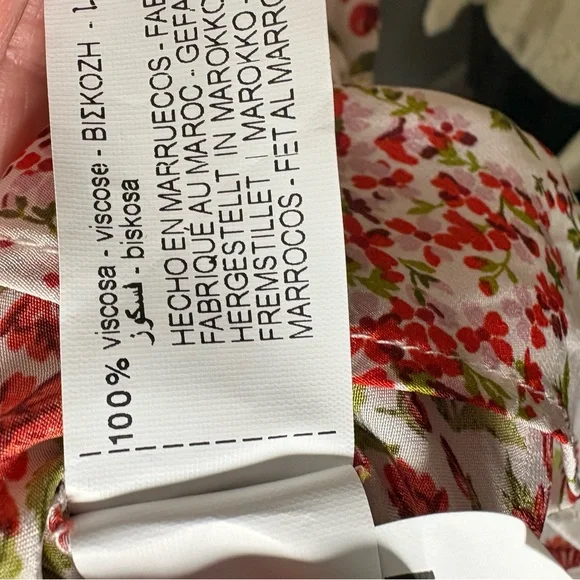 100% viscosa - viscose - ΒΙΣΚΟΖΗ - L
فسكوز - biskosa
HECHO EN MARRUECOS - FAB
FABRIQUÉ AU MAROC - GEFA
HERGESTELLT IN MAROKKO
FREMSTILLET I MAROKKO -
MARROCOS - FET AL MARRO